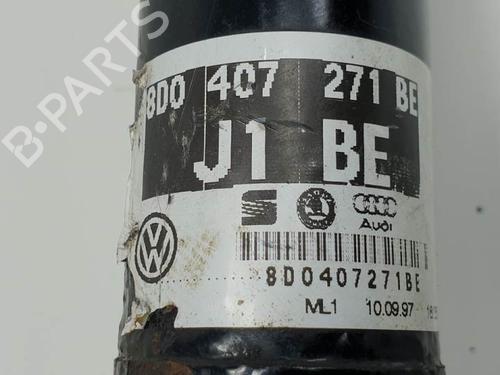 8D0 407 271 BE
J1 BE
Audi
8D0407271BE
ML1 10.09.97
B-PARTS